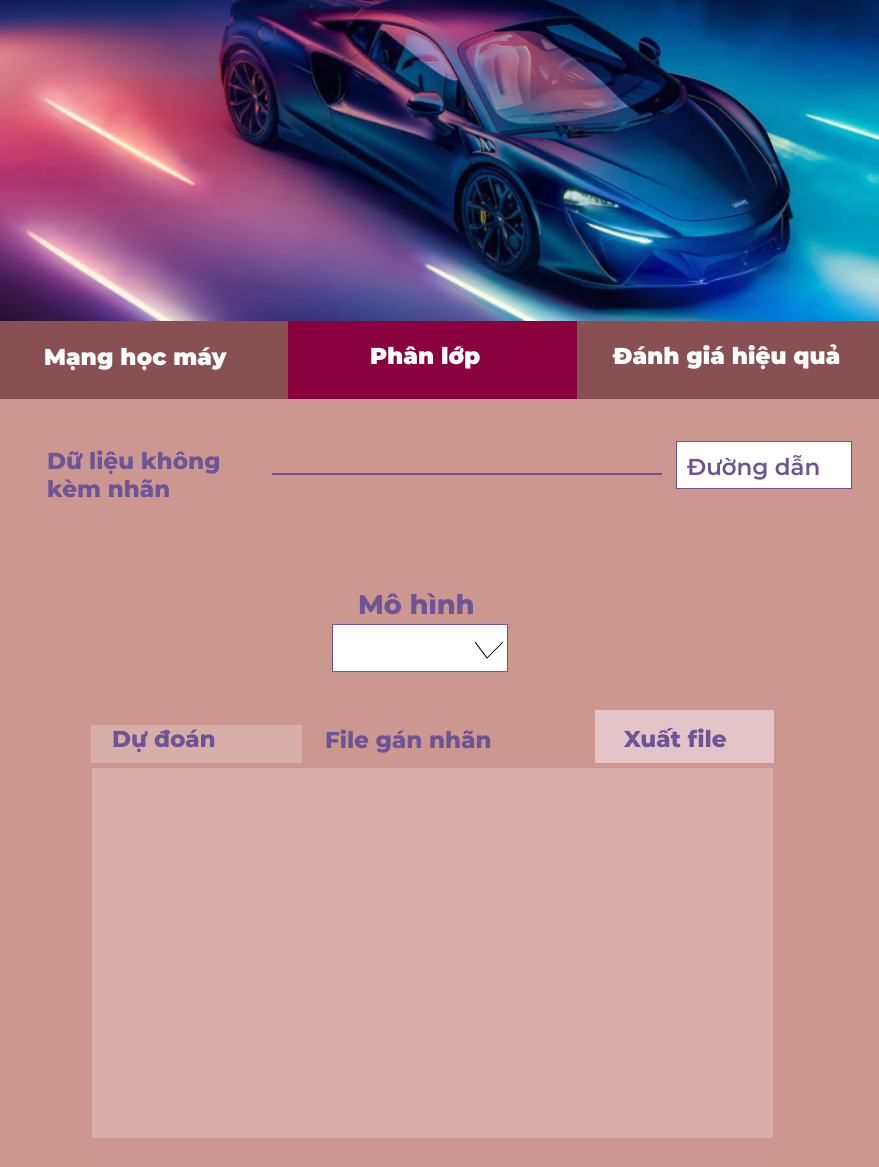 Mạng học máy
Phân lớp
Đánh giá hiệu quả
Dữ liệu không
kèm nhãn
Đường dẫn
Mô hình
Dự đoán
File gán nhãn
Xuất file